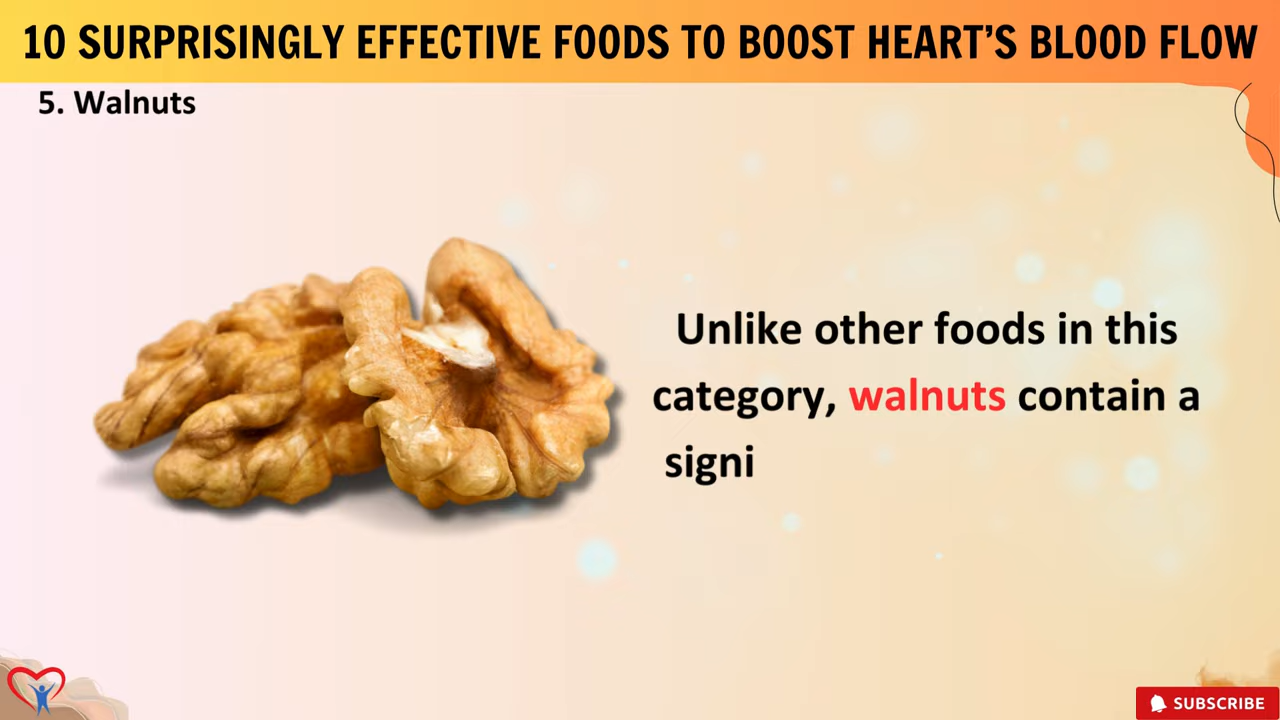 10 SURPRISINGLY EFFECTIVE FOODS TO BOOST HEART’S BLOOD FLOW
5. Walnuts
Unlike other foods in this
category, walnuts contain a
signi
SUBSCRIBE